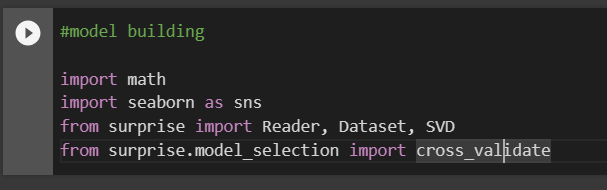 #model building
import math
import seaborn as sns
from surprise import Reader, Dataset, SVD
from surprise.model_selection import cross_validate